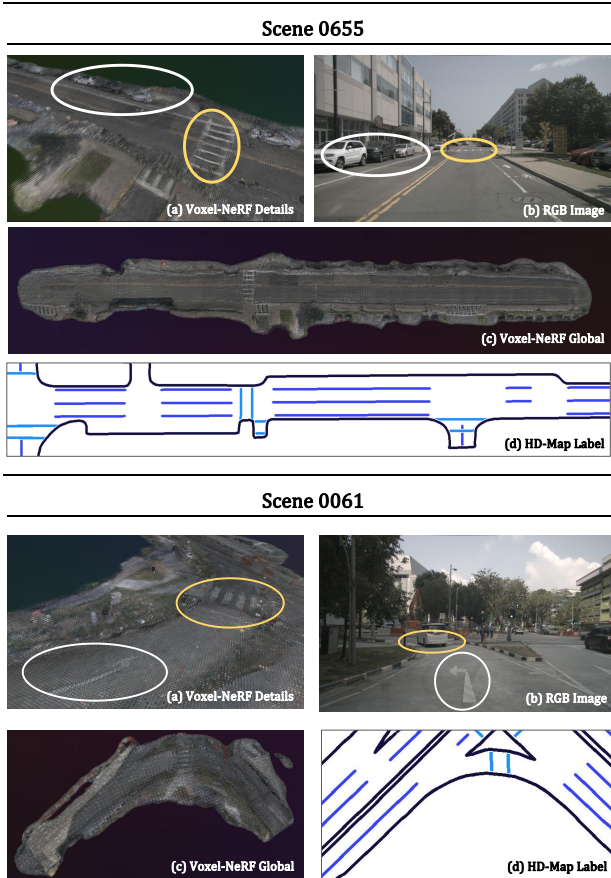 Scene 0655
(a) Voxel-NeRF Details
(b) RGB Image
(c) Voxel-NeRF Global
(d) HD-Map Label
Scene 0061
(a) Voxel-NeRF Details
(b) RGB Image
(c) Voxel-NeRF Global
(d) HD-Map Label